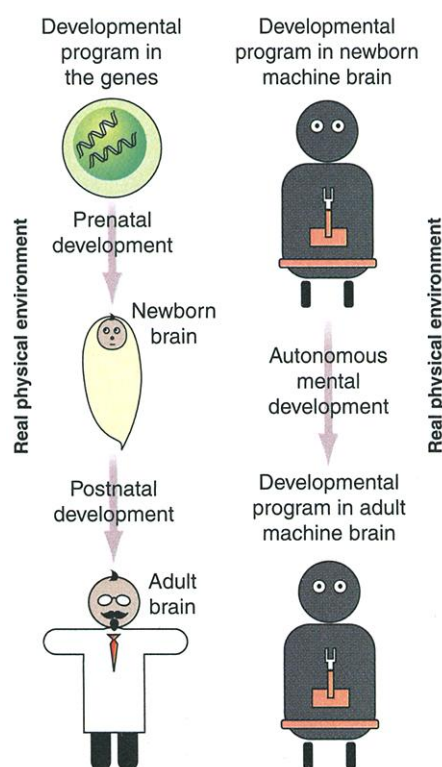 Developmental
program in
the genes
Prenatal
development
Newborn
brain
Postnatal
development
Adult
brain
Real physical environment
Developmental
program in newborn
machine brain
Autonomous
mental
development
Developmental
program in adult
machine brain
Real physical environment